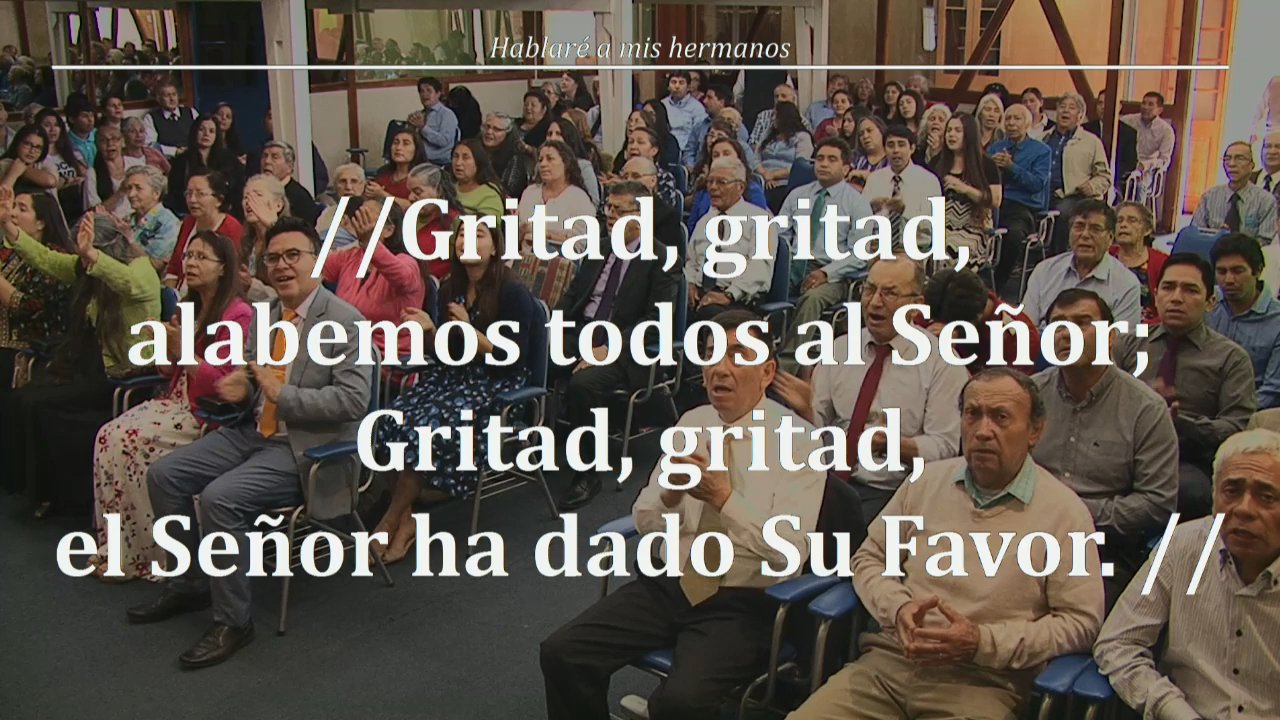 Hablaré a mis hermanos
//Gritad, gritad,
alabemos todos al Señor;
Gritad, gritad,
el Señor ha dado Su Favor. //